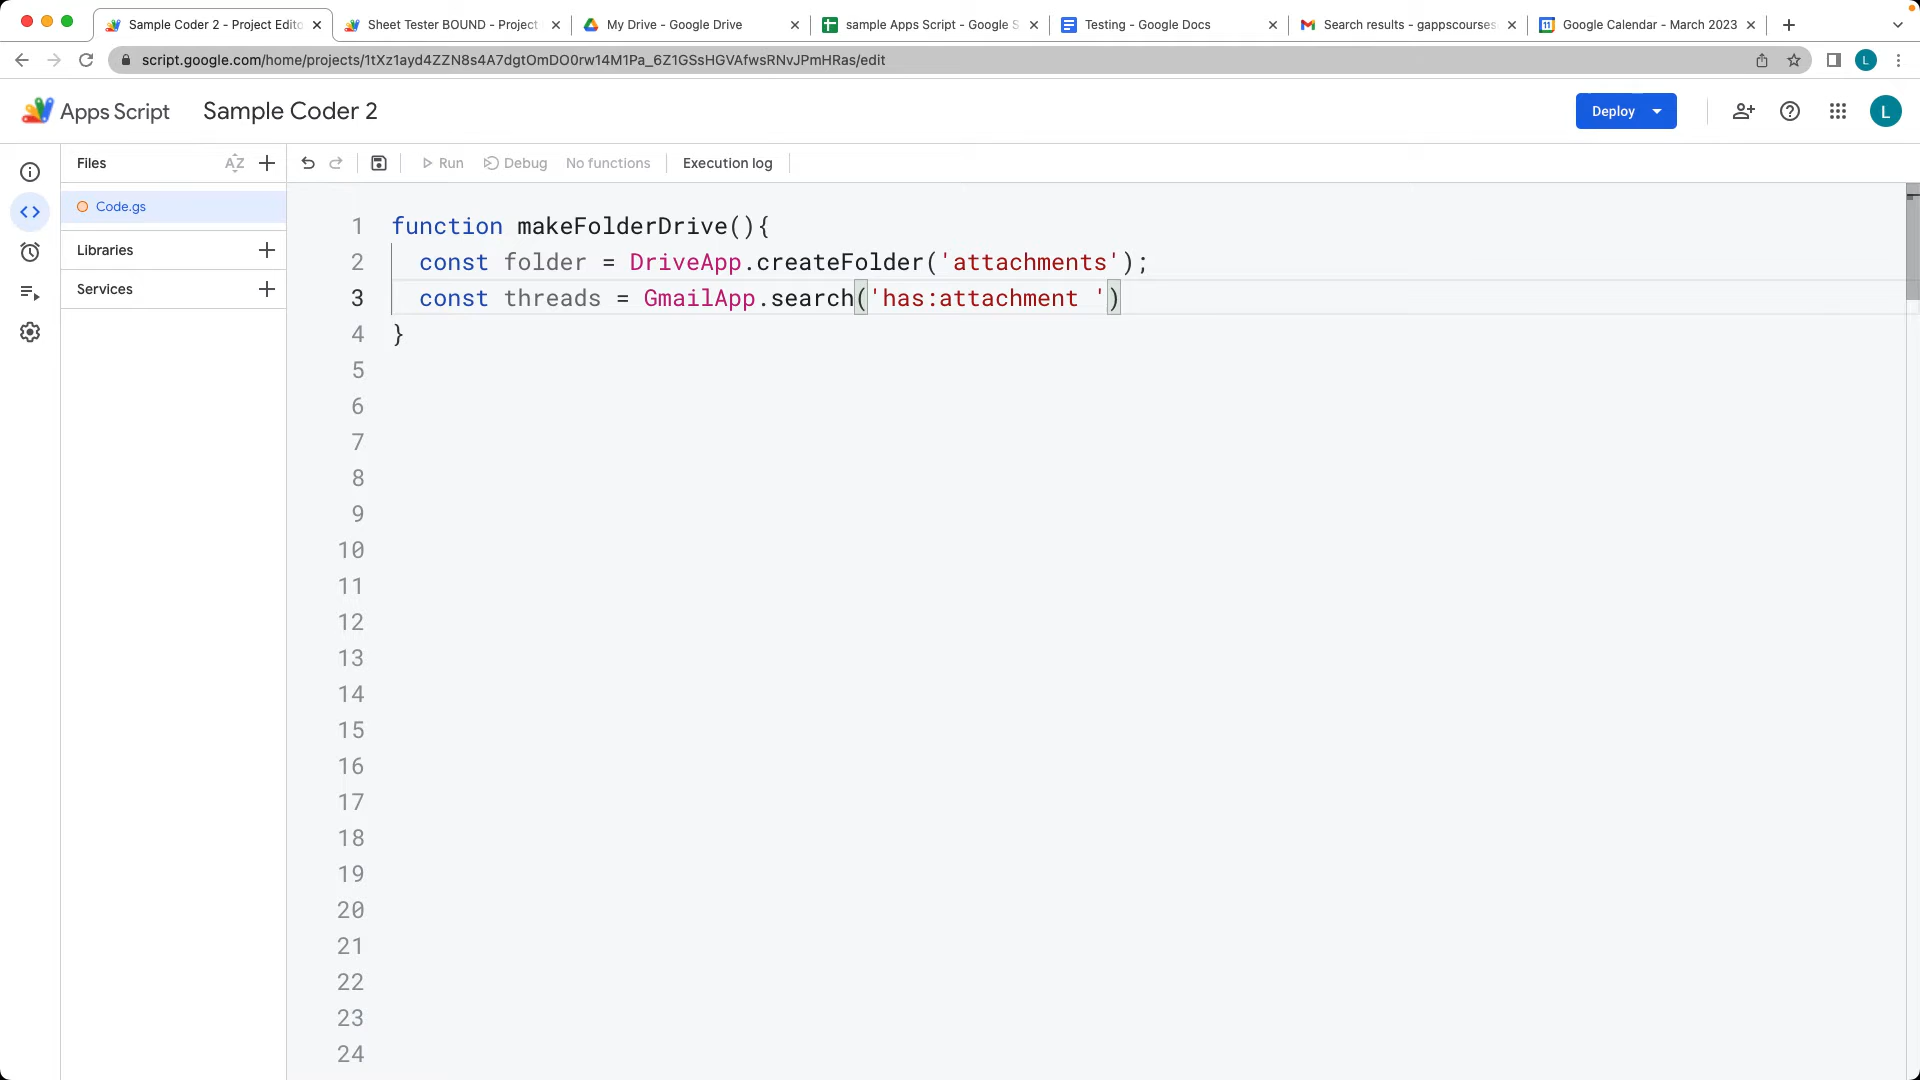 Sample Coder 2 - Project Edito
Sheet Tester BOUND - Project
My Drive - Google Drive
sample Apps Script - Google S
Testing - Google Docs
Search results - gappscourses
Google Calendar - March 2023
script.google.com/home/projects/1tXz1ayd4ZZN8s4A7dgtOmDO0rw14M1Pa_6Z1GSsHGVAfwsRNvJPmHRas/edit
L
Apps Script
Sample Coder 2
Deploy
L
Files
AZ
Run
Debug
No functions
Execution log
Code.gs
Libraries
Services
1 function makeFolderDrive(){
2 const folder = DriveApp.createFolder('attachments');
3 const threads = GmailApp.search('has:attachment ')
4 }
5
6
7
8
9
10
11
12
13
14
15
16
17
18
19
20
21
22
23
24